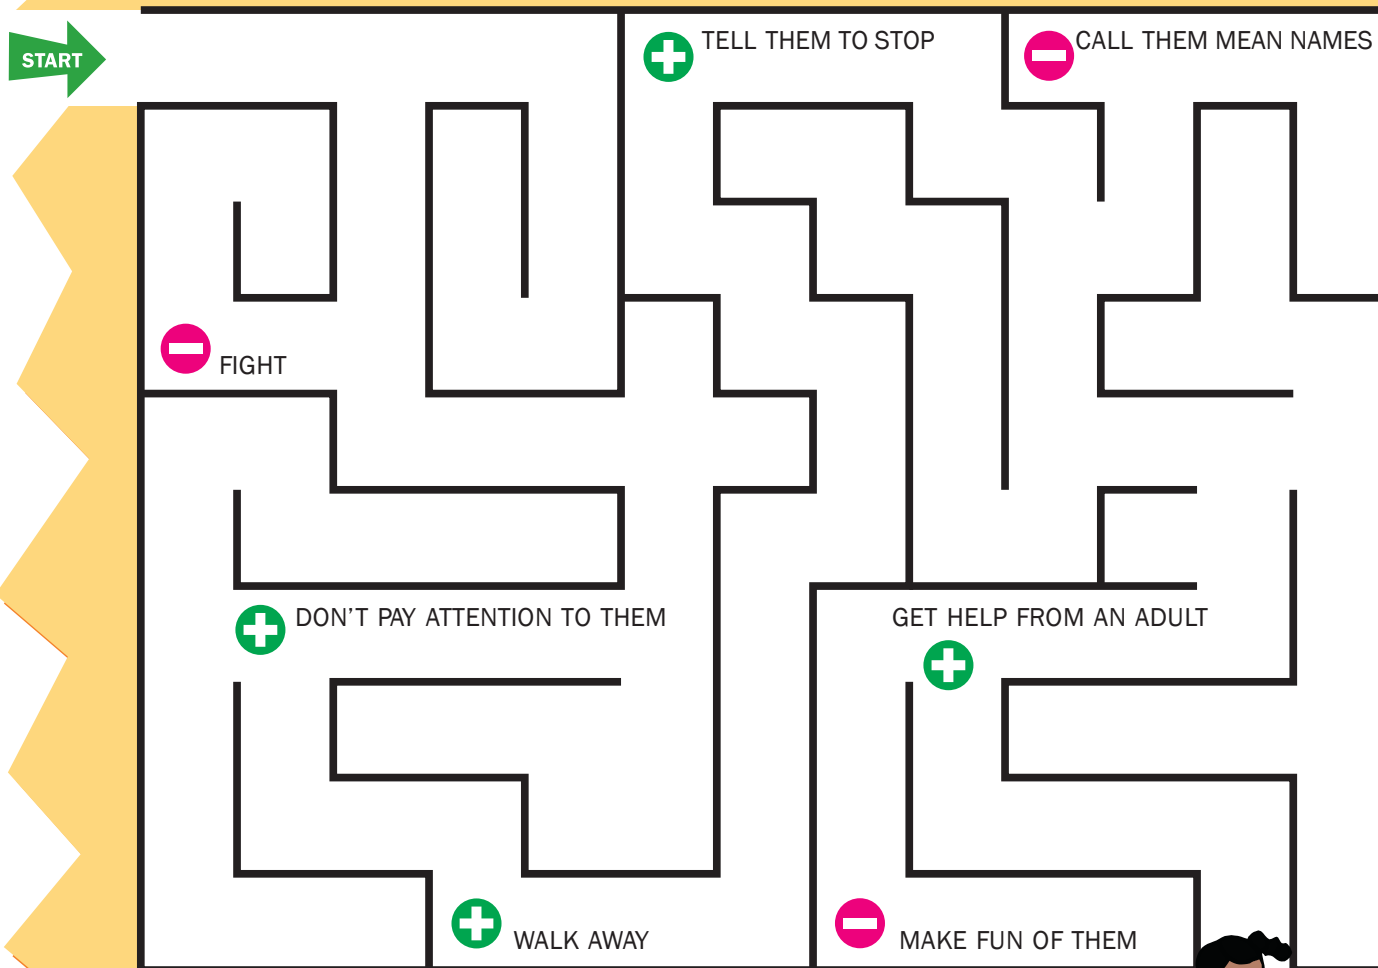 START
TELL THEM TO STOP
CALL THEM MEAN NAMES
FIGHT
DON’T PAY ATTENTION TO THEM
GET HELP FROM AN ADULT
WALK AWAY
MAKE FUN OF THEM